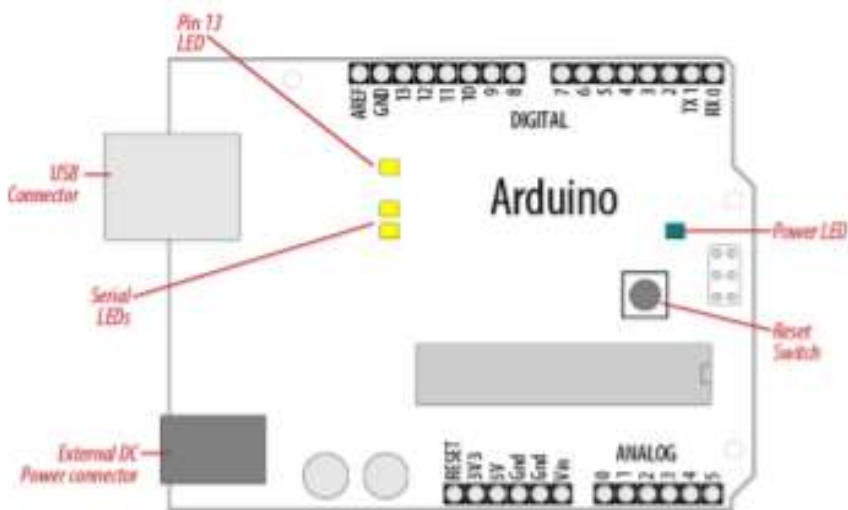 Pin 13
LED
AREF
GND
13
12
11
10
9
8
7
6
5
4
3
2
TX 1
RX 0
DIGITAL
USB
Connector
Arduino
Power LED
Serial
LEDs
Reset
Switch
External DC
Power connector
RESET
3V3
5V
Gnd
Gnd
Vin
ANALOG
0
1
2
3
4
5